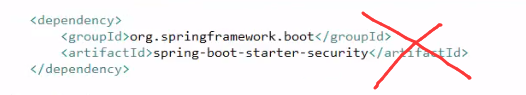 <dependency>
<groupId>org.springframework.boot</groupId>
<artifactId>spring-boot-starter-security</artifactId>
</dependency>